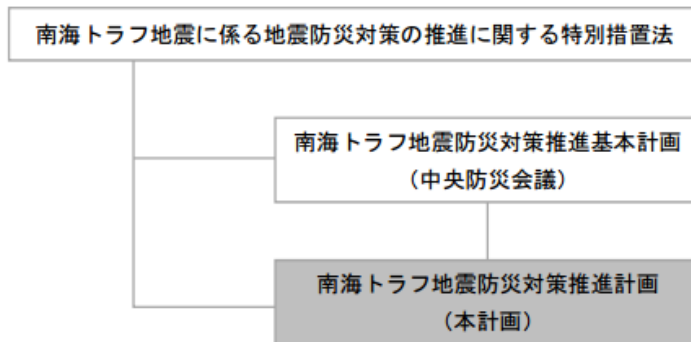 南海トラフ地震に係る地震防災対策の推進に関する特別措置法
南海トラフ地震防災対策推進基本計画
（中央防災会議）
南海トラフ地震防災対策推進計画
（本計画）